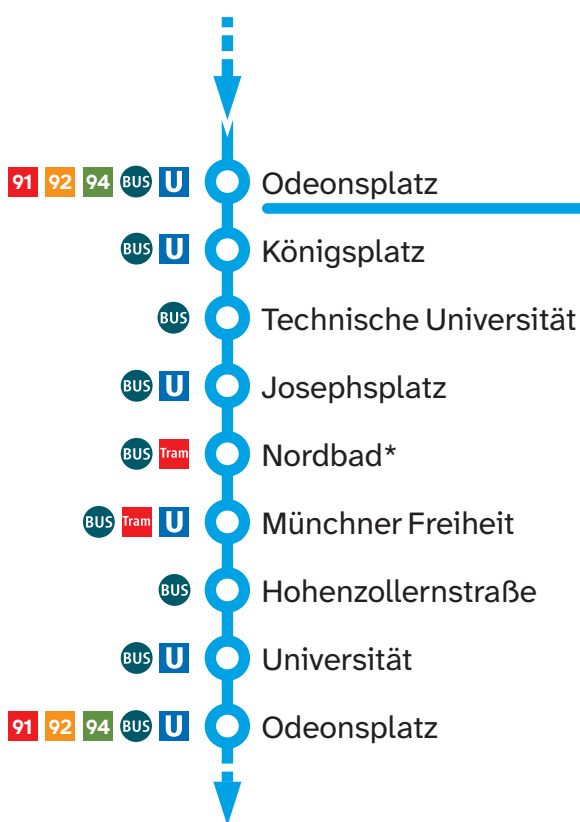 91 92 94 BUS U Odeonsplatz
BUS U Königsplatz
BUS Technische Universität
BUS U Josephsplatz
BUS Tram Nordbad*
BUS Tram U Münchner Freiheit
BUS Hohenzollernstraße
BUS U Universität
91 92 94 BUS U Odeonsplatz